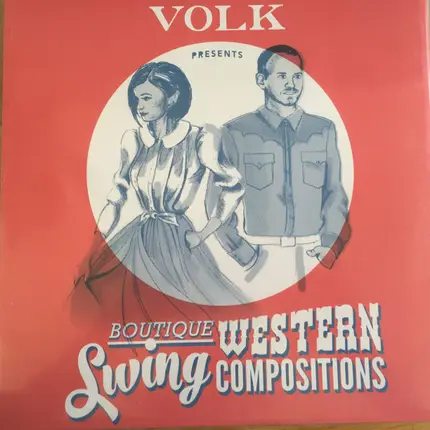 VOLK
PRESENTS
BOUTIQUE WESTERN
Swing COMPOSITIONS